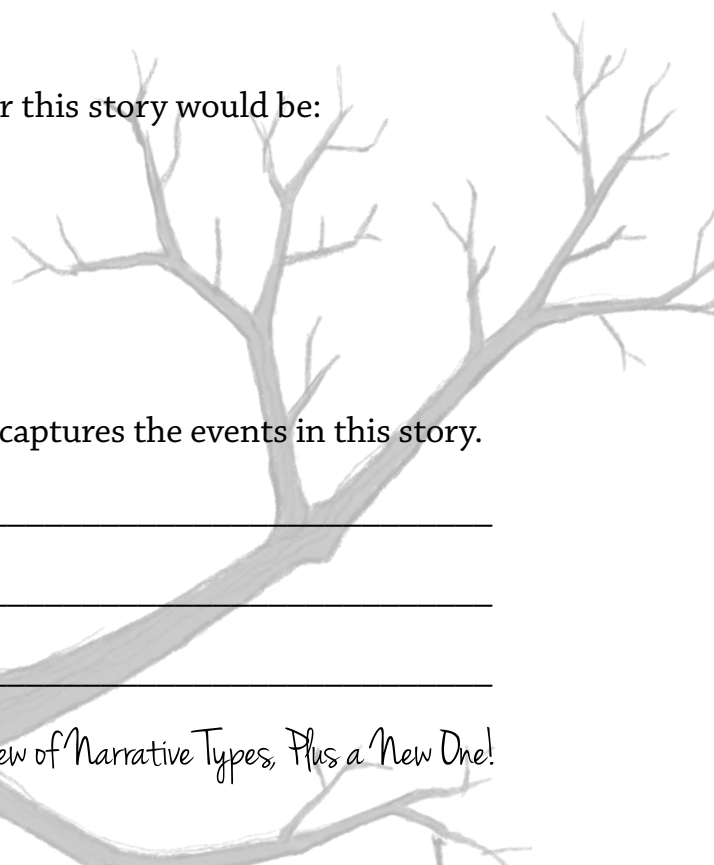 r this story would be:
captures the events in this story.
ew of Narrative Types, Plus a New One!